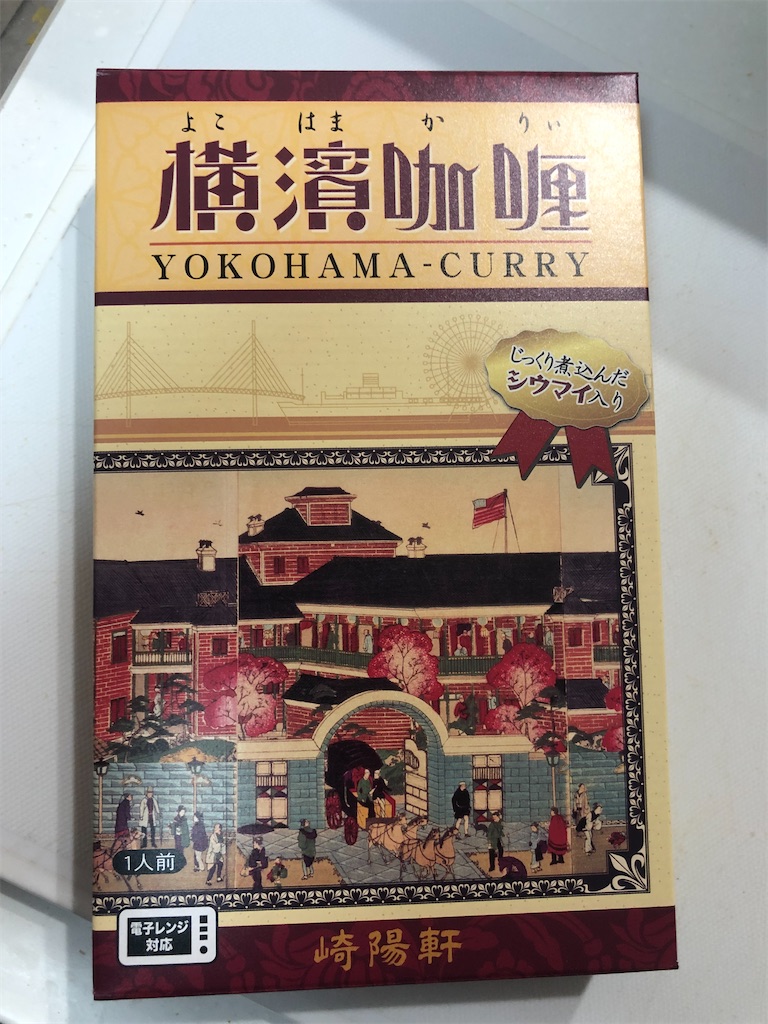 よこ はま か りぃ
横濱咖喱
YOKOHAMA-CURRY
じっくり煮込んだ
シウマイ入り
1人前
電子レンジ
対応
崎陽軒